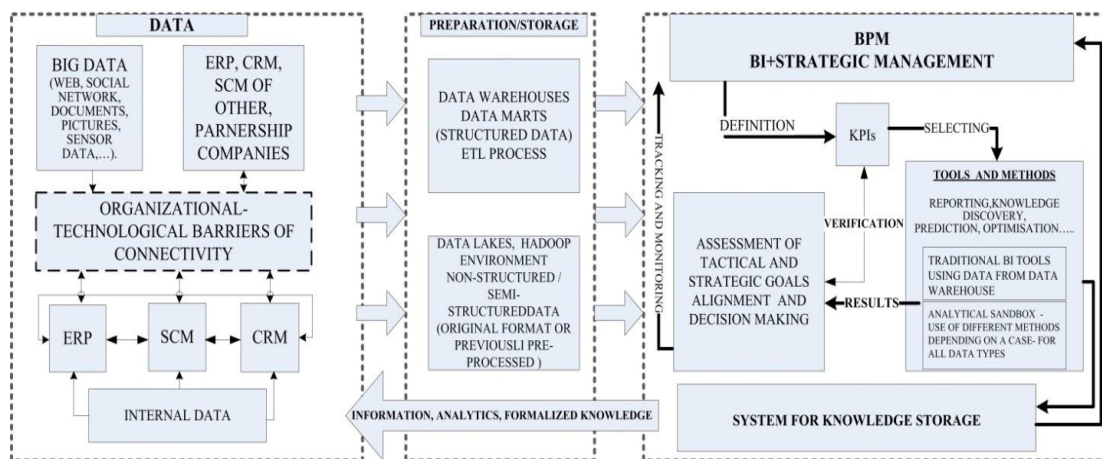 DATA
BIG DATA
(WEB, SOCIAL
NETWORK,
DOCUMENTS,
PICTURES,
SENSOR
DATA,…).
ERP, CRM,
SCM OF
OTHER,
PARNERSHIP
COMPANIES
ORGANIZATIONAL-
TECHNOLOGICAL BARRIERS OF
CONNECTIVITY
ERP
SCM
CRM
INTERNAL DATA
PREPARATION/STORAGE
DATA WAREHOUSES
DATA MARTS
(STRUCTURED DATA)
ETL PROCESS
DATA LAKES, HADOOP
ENVIRONMENT
NON-STRUCTURED /
SEMI-
STRUCTUREDDATA
(ORIGINAL FORMAT OR
PREVIOUSLI PRE-
PROCESSED )
INFORMATION, ANALYTICS, FORMALIZED KNOWLEDGE
BPM
BI+STRATEGIC MANAGEMENT
TRACKING AND MONITORING
DEFINITION
KPIs
SELECTING
VERIFICATION
ASSESSMENT OF
TACTICAL AND
STRATEGIC GOALS
ALIGNMENT AND
DECISION MAKING
RESULTS
TOOLS AND METHODS
REPORTING,KNOWLEDGE
DISCOVERY,
PREDICTION, OPTIMISATION…..
TRADITIONAL BI TOOLS
USING DATA FROM DATA
WAREHOUSE
ANALYTICAL SANDBOX -
USE OF DIFFERENT METHODS
DEPENDING ON A CASE- FOR
ALL DATA TYPES
SYSTEM FOR KNOWLEDGE STORAGE